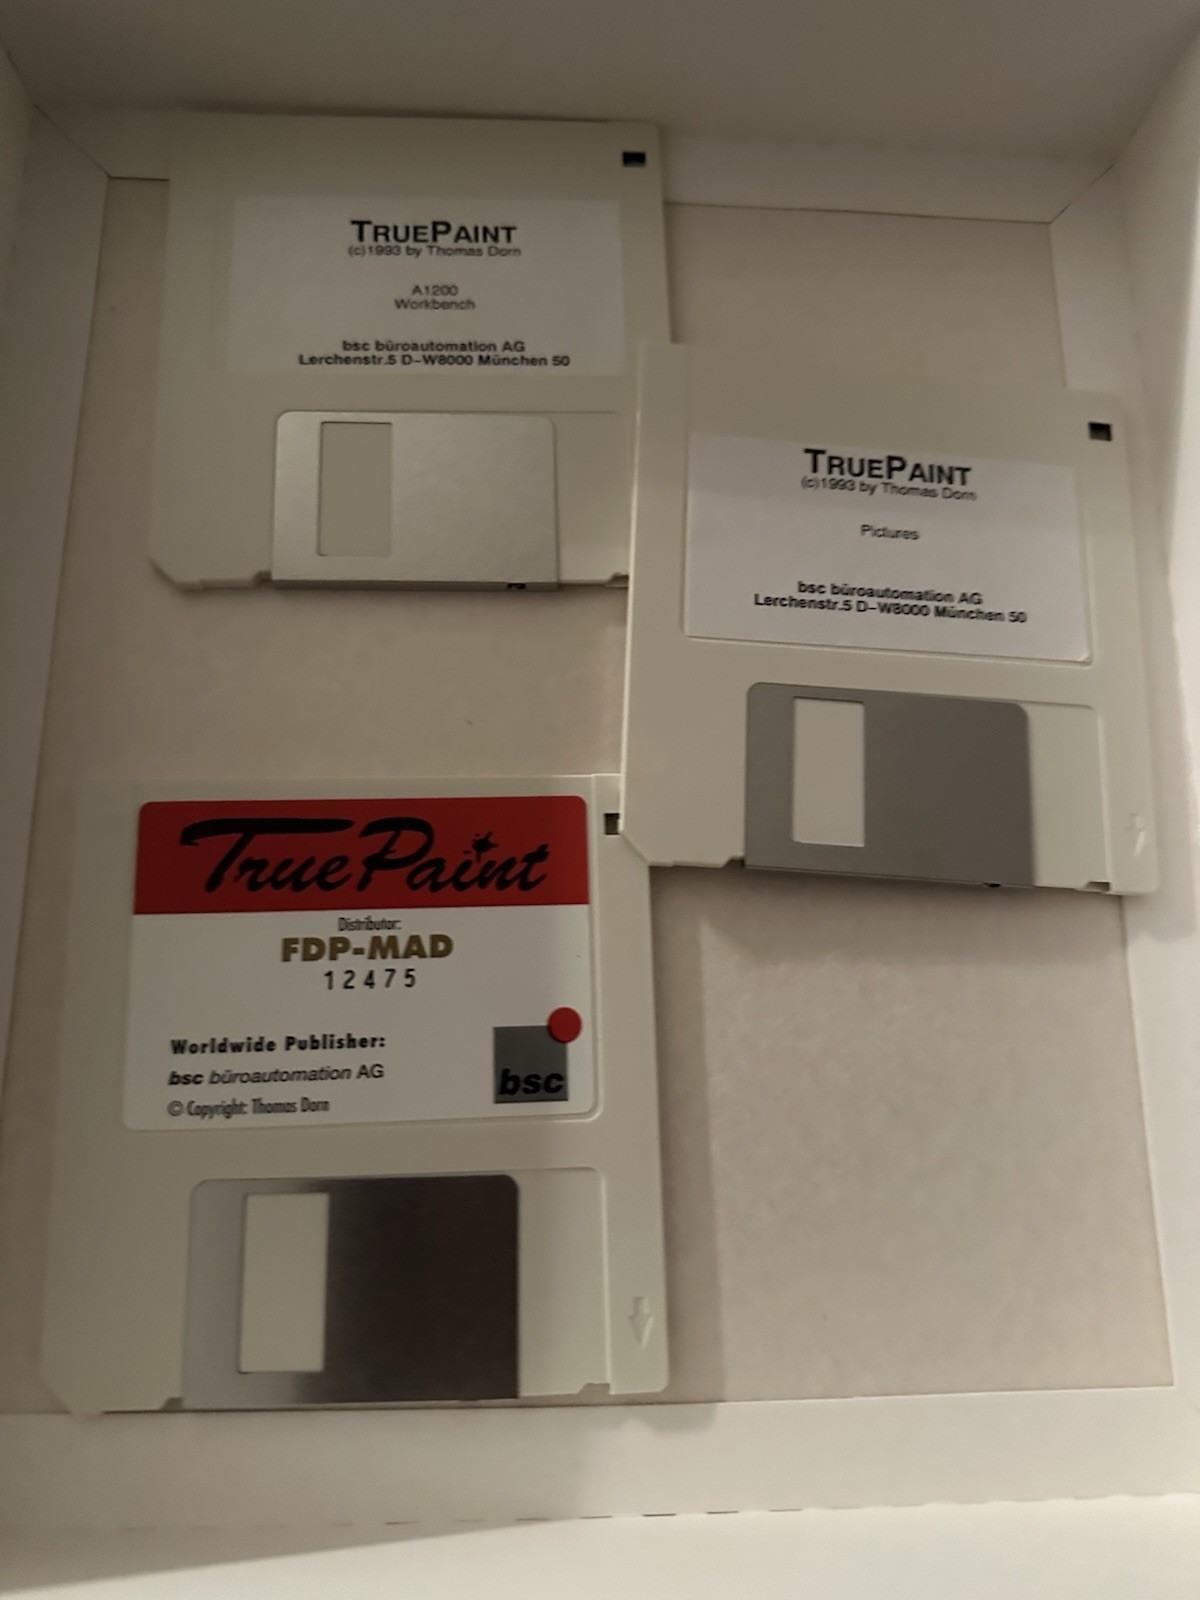 TRUEPAINT
(c)1993 by Thomas Dorn
A1200
Workbench
bsc büroautomation AG
Lerchenstr.5 D-W8000 München 50
TRUEPAINT
(c)1993 by Thomas Dorn
Pictures
bsc büroautomation AG
Lerchenstr.5 D-W8000 München 50
TruePaint
Distributor:
FDP-MAD
12475
Worldwide Publisher:
bsc büroautomation AG
© Copyright: Thomas Dorn
bsc